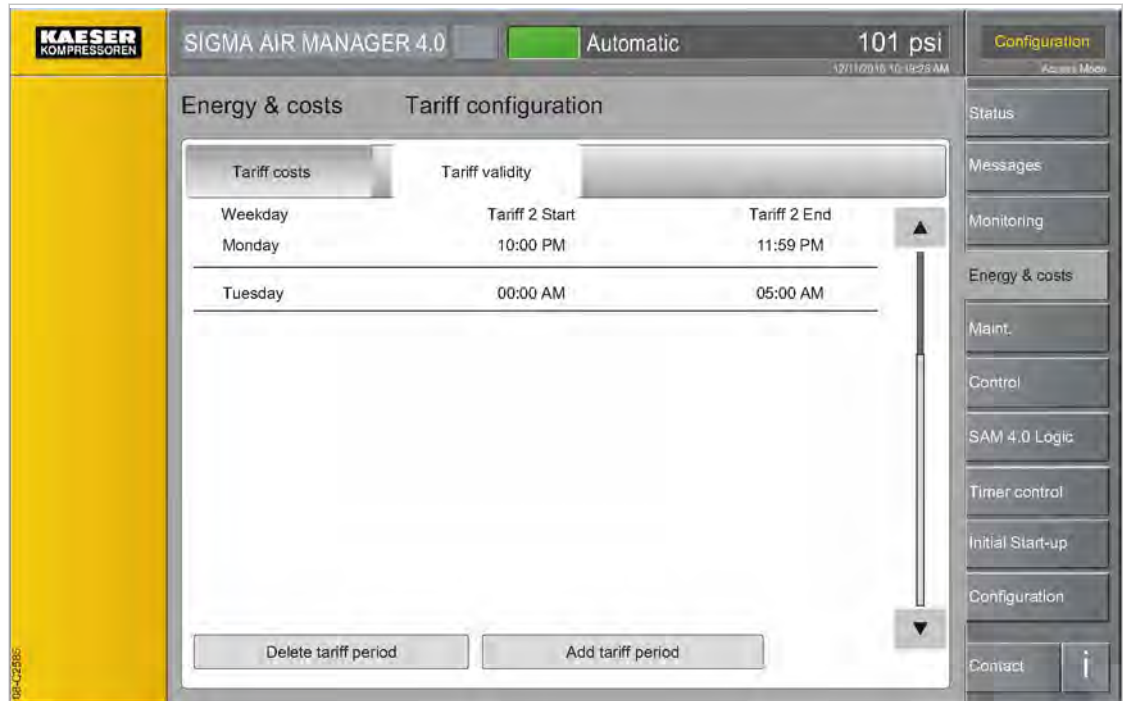 KAESER
KOMPRESSOREN
SIGMA AIR MANAGER 4.0
Automatic
101 psi
Configuration
Energy & costs
Tariff configuration
Tariff costs
Tariff validity
Weekday Tariff 2 Start Tariff 2 End
Monday 10:00 PM 11:59 PM
Tuesday 00:00 AM 05:00 AM
Delete tariff period
Add tariff period
Status
Messages
Monitoring
Energy & costs
Maint.
Control
SAM 4.0 Logic
Timer control
Initial Start-up
Configuration
Contact
i
08-C2585